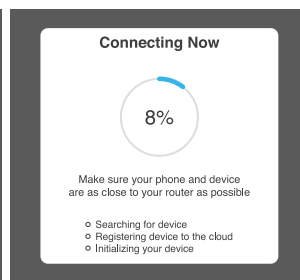 Connecting Now
8%
Make sure your phone and device
are as close to your router as possible
Searching for device
Registering device to the cloud
Initializing your device